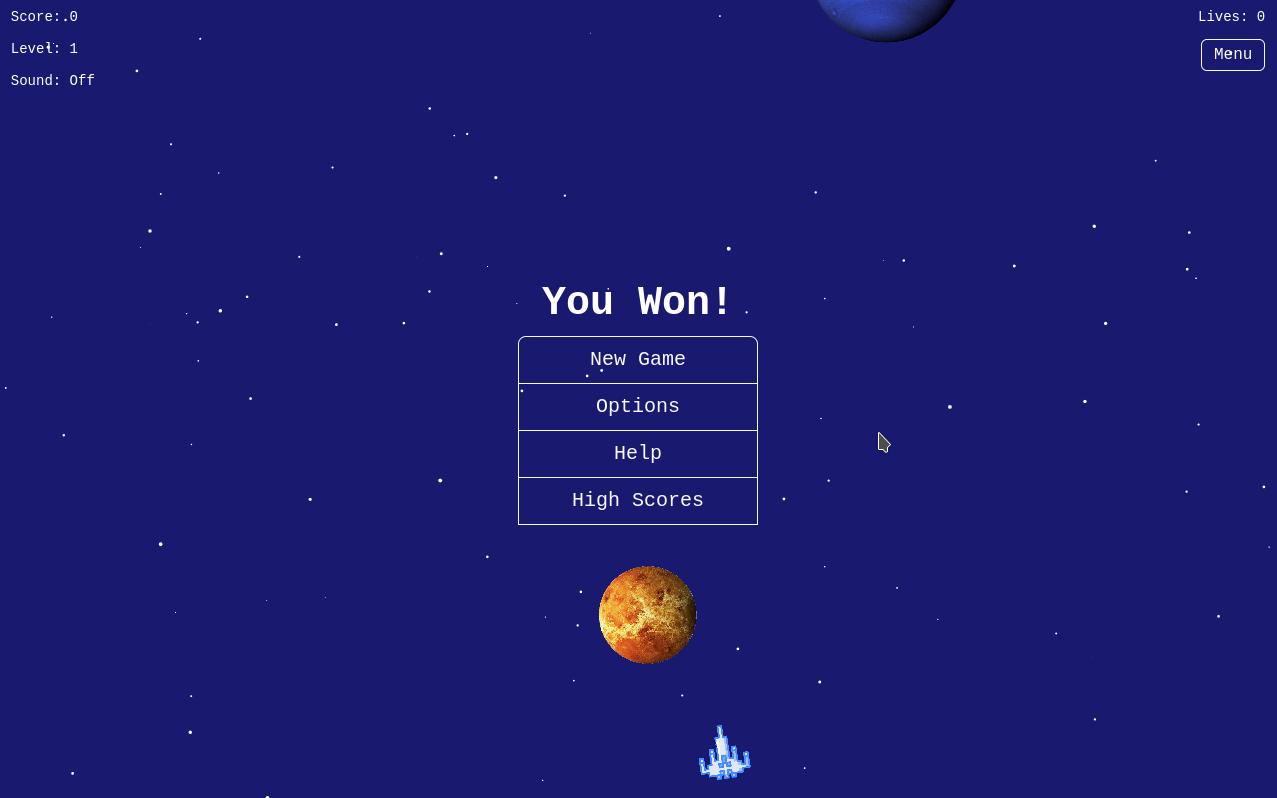 Score: 0
Lives: 0
Level: 1
Menu
Sound: Off
You Won!
New Game
Options
Help
High Scores